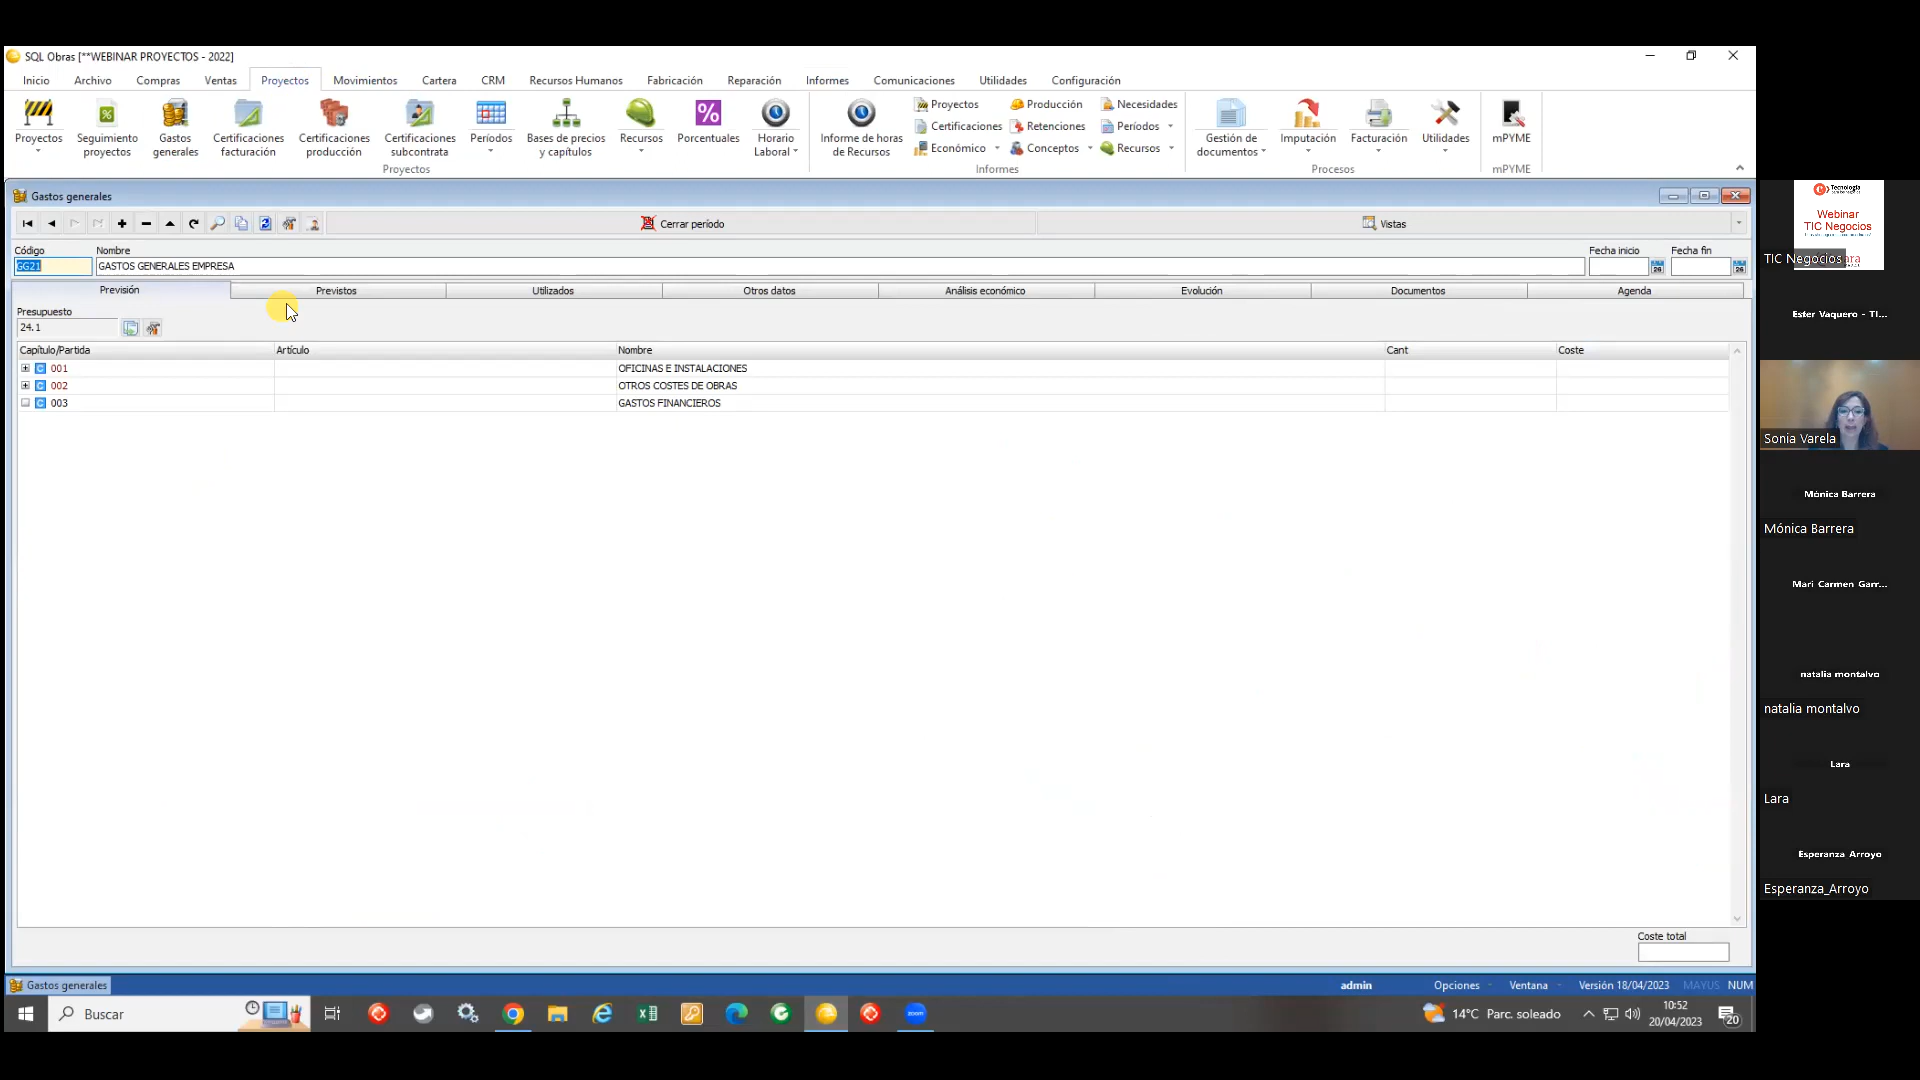 SQL Obras [**WEBINAR PROYECTOS - 2022]
Inicio Archivo Compras Ventas Proyectos Movimientos Cartera CRM Recursos Humanos Fabricación Reparación Informes Comunicaciones Utilidades Configuración
Proyectos
Seguimiento proyectos
Gastos generales
Certificaciones facturación
Certificaciones producción
Certificaciones subcontrata
Períodos
Bases de precios y capítulos
Recursos
Porcentuales
Horario Laboral
Informe de horas de Recursos
Proyectos Producción Necesidades
Certificaciones Retenciones Períodos
Económico Conceptos Recursos
Gestión de documentos
Imputación
Facturación
Utilidades
mPYME
Proyectos Informes Procesos mPYME
Gastos generales
Cerrar período Vistas
Código Nombre Fecha inicio Fecha fin
GG21 GASTOS GENERALES EMPRESA
Previsión Previstos Utilizados Otros datos Análisis económico Evolución Documentos Agenda
Presupuesto
24.1
Capítulo/Partida Artículo Nombre Cant Coste
001 OFICINAS E INSTALACIONES
002 OTROS COSTES DE OBRAS
003 GASTOS FINANCIEROS
Coste total
Gastos generales admin Opciones Ventana Versión 18/04/2023 MAYUS NUM
Buscar 14°C Parc. soleado 10:52
20/04/2023 20
zoom
Tecnología
Webinar
TIC Negocios
TIC Negocios
Ester Vaquero - TI...
Sonia Varela
Mónica Barrera
Mónica Barrera
Mari Carmen Garr...
natalia montalvo
natalia montalvo
Lara
Lara
Esperanza Arroyo
Esperanza_Arroyo